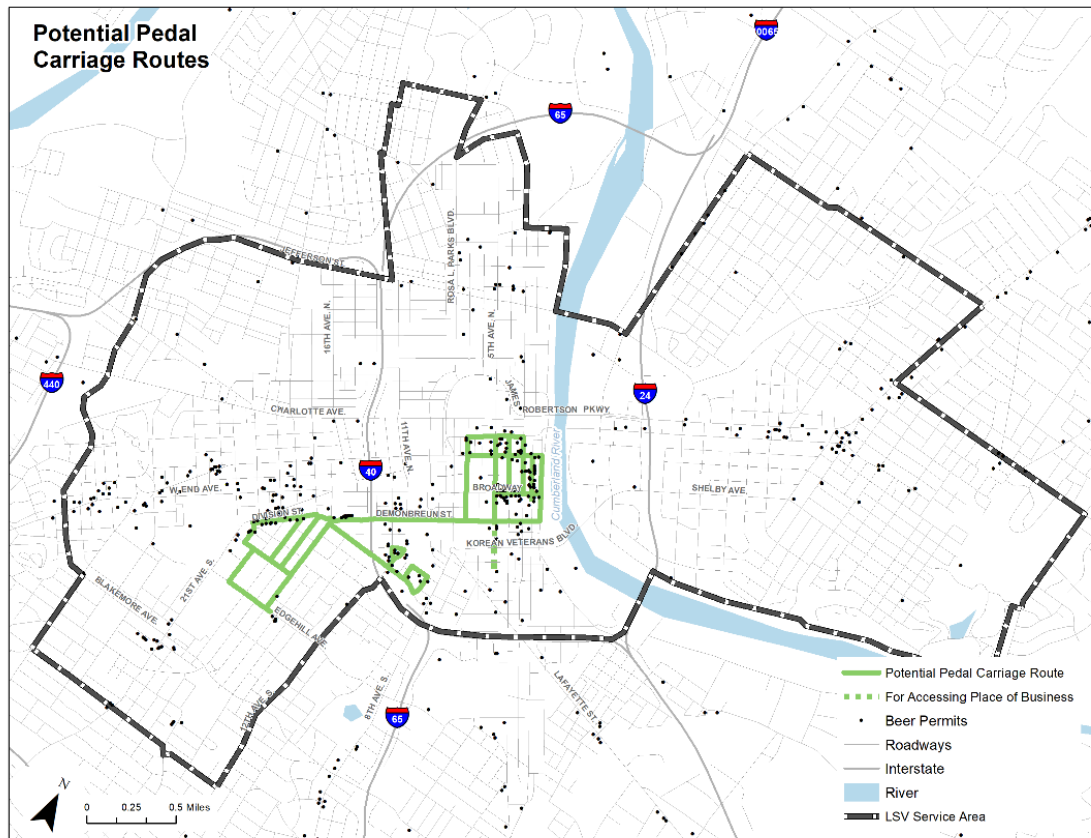 Potential Pedal
Carriage Routes
0065
65
JEFFERSON ST.
ROSA L. PARKS BLVD.
16TH AVE. N.
5TH AVE. N.
440
24
JAMES
ROBERTSON PKWY
CHARLOTTE AVE.
11TH AVE. N.
40
Cumberland River
W.END AVE.
BROADWAY
SHELBY AVE.
DIVISION ST.
DEMONBREUN ST.
KOREAN VETERANS BLVD
21ST AVE. S.
BLAKEMORE AVE.
EDGEHILL AVE.
12TH AVE. S.
8TH AVE. S.
65
LAFAYETTE ST.
Potential Pedal Carriage Route
For Accessing Place of Business
Beer Permits
Roadways
Interstate
River
LSV Service Area
N
0 0.25 0.5 Miles